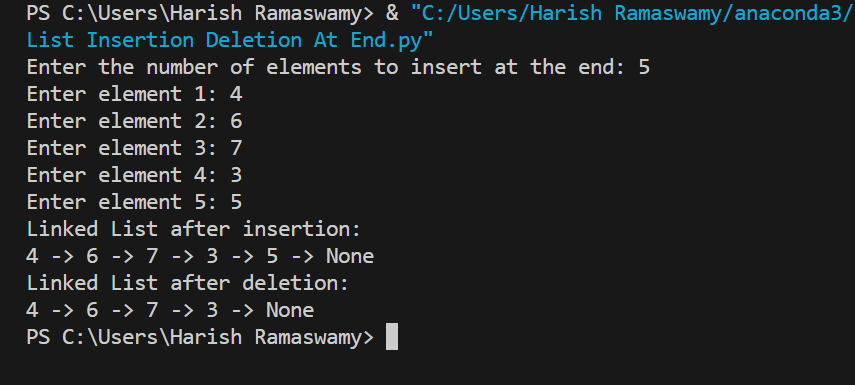 PS C:\Users\Harish Ramaswamy> & "C:/Users/Harish Ramaswamy/anaconda3/
List Insertion Deletion At End.py"
Enter the number of elements to insert at the end: 5
Enter element 1: 4
Enter element 2: 6
Enter element 3: 7
Enter element 4: 3
Enter element 5: 5
Linked List after insertion:
4 -> 6 -> 7 -> 3 -> 5 -> None
Linked List after deletion:
4 -> 6 -> 7 -> 3 -> None
PS C:\Users\Harish Ramaswamy>